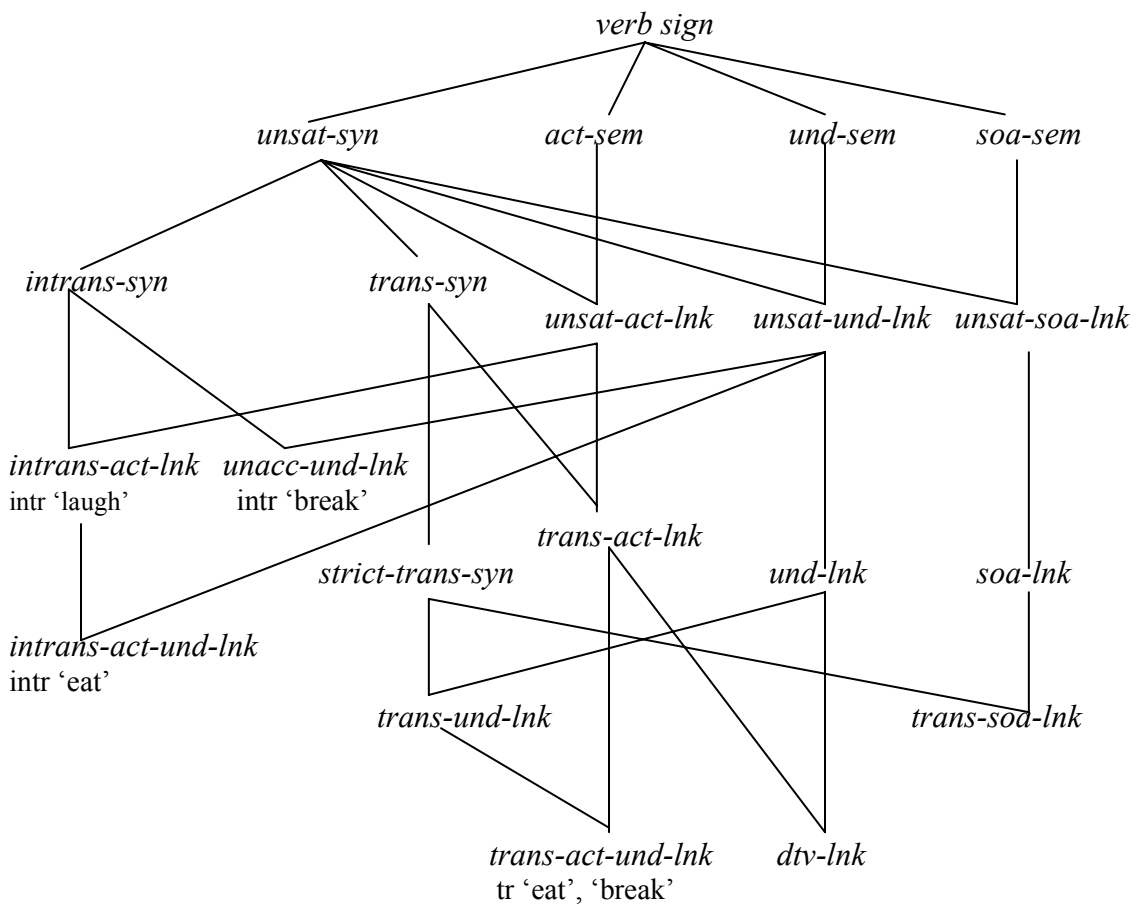 verb sign
unsat-syn act-sem und-sem soa-sem
intrans-syn trans-syn
unsat-act-lnk unsat-und-lnk unsat-soa-lnk
intrans-act-lnk unacc-und-lnk
intr ‘laugh’ intr ‘break’
trans-act-lnk
strict-trans-syn und-lnk soa-lnk
intrans-act-und-lnk
intr ‘eat’
trans-und-lnk trans-soa-lnk
trans-act-und-lnk dtv-lnk
tr ‘eat’, ‘break’